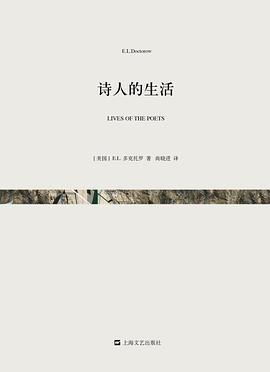 E.L.Doctorow
诗人的生活
LIVES OF THE POETS
[美国] E.L. 多克托罗 著 尚晓进 译
上海文艺出版社